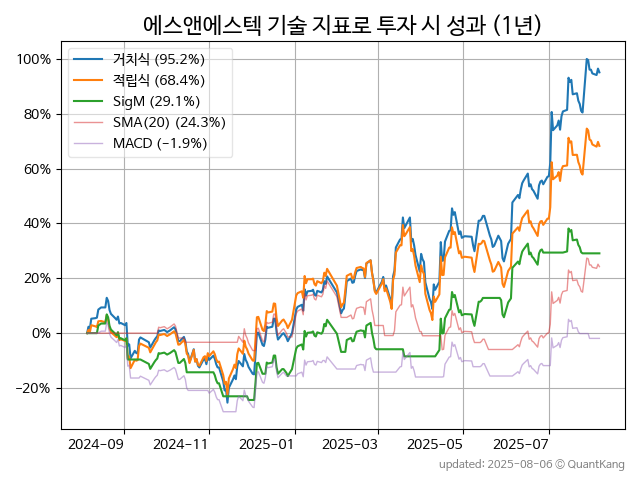 에스앤에스텍 기술 지표로 투자 시 성과 (1년)
거치식 (95.2%)
적립식 (68.4%)
SigM (29.1%)
SMA(20) (24.3%)
MACD (−1.9%)
100%
80%
60%
40%
20%
0%
−20%
2024-09 2024-11 2025-01 2025-03 2025-05 2025-07
updated: 2025-08-06 © QuantKang